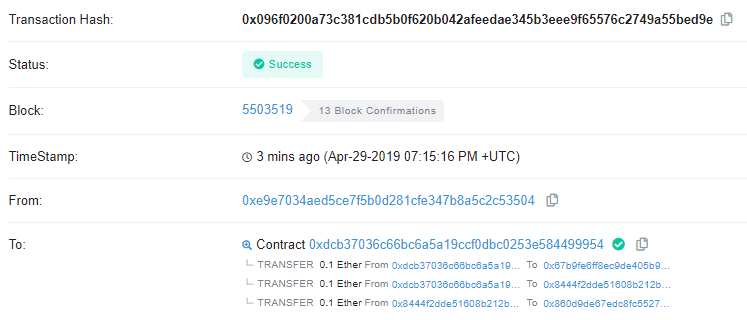 Transaction Hash: 0x096f0200a73c381cdb5b0f620b042afeedae345b3eee9f65576c2749a55bed9e
Status: Success
Block: 5503519 13 Block Confirmations
TimeStamp: 3 mins ago (Apr-29-2019 07:15:16 PM +UTC)
From: 0xe9e7034aed5ce7f5b0d281cfe347b8a5c2c53504
To: Contract 0xdcb37036c66bc6a5a19ccf0dbc0253e584499954
TRANSFER 0.1 Ether From 0xdcb37036c66bc6a5a19... To 0x67b9fe6ff8ec9de405b9...
TRANSFER 0.1 Ether From 0xdcb37036c66bc6a5a19... To 0x8444f2dde51608b212b...
TRANSFER 0.1 Ether From 0x8444f2dde51608b212b... To 0x860d9de67edc8fc5527...